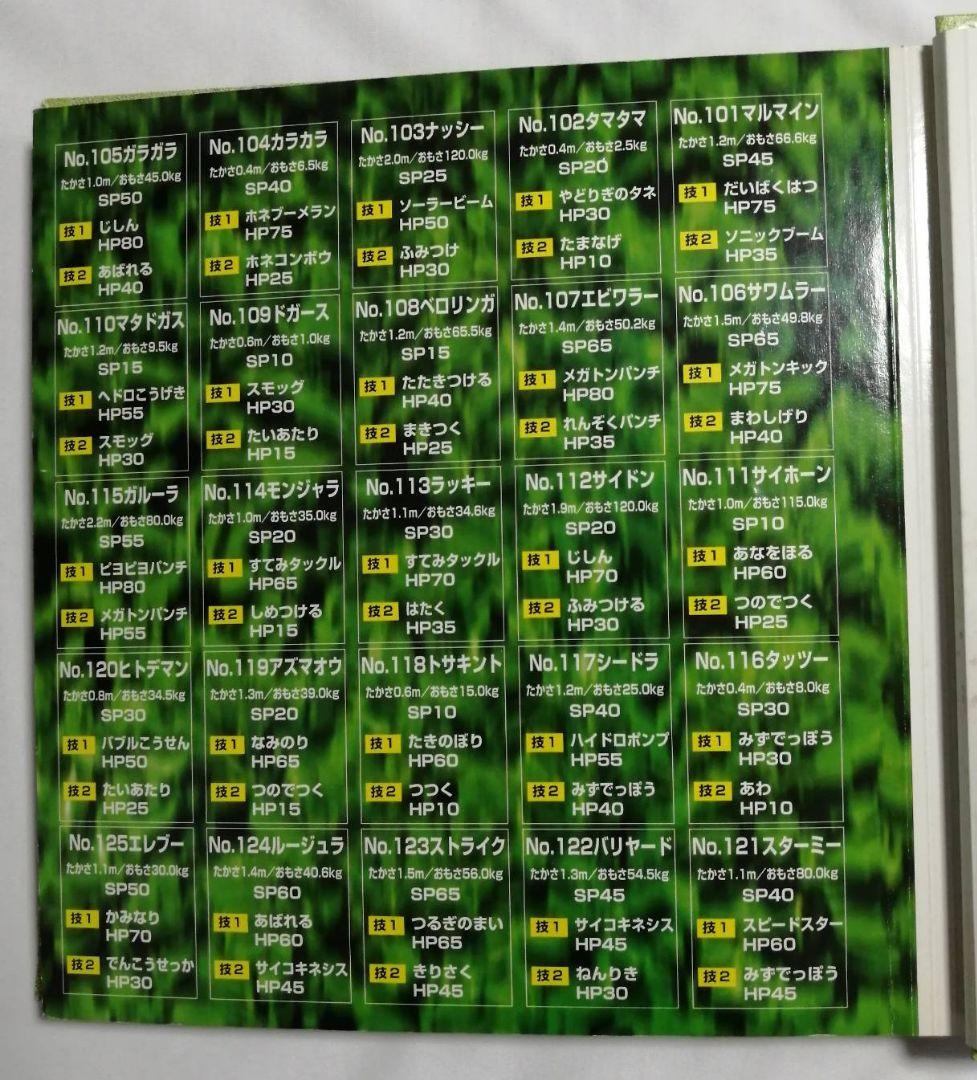 No.105ガラガラ
たかさ1.0m/おもさ45.0kg
SP50
技1 じしん
HP80
技2 あばれる
HP40
No.104カラカラ
たかさ0.4m/おもさ6.5kg
SP40
技1 ホネブーメラン
HP75
技2 ホネコンボウ
HP25
No.103ナッシー
たかさ2.0m/おもさ120.0kg
SP25
技1 ソーラービーム
HP50
技2 ふみつけ
HP30
No.102タマタマ
たかさ0.4m/おもさ2.5kg
SP20
技1 やどりぎのタネ
HP30
技2 たまなげ
HP10
No.101マルマイン
たかさ1.2m/おもさ66.6kg
SP45
技1 だいばくはつ
HP75
技2 ソニックブーム
HP35
No.110マタドガス
たかさ1.2m/おもさ9.5kg
SP15
技1 ヘドロこうげき
HP55
技2 スモッグ
HP30
No.109ドガース
たかさ0.6m/おもさ1.0kg
SP10
技1 スモッグ
HP30
技2 たいあたり
HP15
No.108ベロリンガ
たかさ1.2m/おもさ65.5kg
SP15
技1 たたきつける
HP40
技2 まきつく
HP25
No.107エビワラー
たかさ1.4m/おもさ50.2kg
SP65
技1 メガトンパンチ
HP80
技2 れんぞくパンチ
HP35
No.106サワムラー
たかさ1.5m/おもさ49.8kg
SP65
技1 メガトンキック
HP75
技2 まわしげり
HP40
No.115ガルーラ
たかさ2.2m/おもさ80.0kg
SP55
技1 ピヨピヨパンチ
HP80
技2 メガトンパンチ
HP55
No.114モンジャラ
たかさ1.0m/おもさ35.0kg
SP20
技1 すてみタックル
HP65
技2 しめつける
HP15
No.113ラッキー
たかさ1.1m/おもさ34.6kg
SP30
技1 すてみタックル
HP70
技2 はたく
HP35
No.112サイドン
たかさ1.9m/おもさ120.0kg
SP20
技1 じしん
HP70
技2 ふみつける
HP30
No.111サイホーン
たかさ1.0m/おもさ115.0kg
SP10
技1 あなをほる
HP60
技2 つのでつく
HP25
No.120ヒトデマン
たかさ0.8m/おもさ34.5kg
SP30
技1 バブルこうせん
HP50
技2 たいあたり
HP25
No.119アズマオウ
たかさ1.3m/おもさ39.0kg
SP20
技1 なみのり
HP65
技2 つのでつく
HP15
No.118トサキント
たかさ0.6m/おもさ15.0kg
SP10
技1 たきのぼり
HP60
技2 つつく
HP10
No.117シードラ
たかさ1.2m/おもさ25.0kg
SP40
技1 ハイドロポンプ
HP55
技2 みずでっぽう
HP40
No.116タッツー
たかさ0.4m/おもさ8.0kg
SP30
技1 みずでっぽう
HP30
技2 あわ
HP10
No.125エレブー
たかさ1.1m/おもさ30.0kg
SP50
技1 かみなり
HP70
技2 でんこうせっか
HP30
No.124ルージュラ
たかさ1.4m/おもさ40.6kg
SP60
技1 あばれる
HP60
技2 サイコキネシス
HP45
No.123ストライク
たかさ1.5m/おもさ56.0kg
SP65
技1 つるぎのまい
HP65
技2 きりさく
HP45
No.122バリヤード
たかさ1.3m/おもさ54.5kg
SP45
技1 サイコキネシス
HP45
技2 ねんりき
HP30
No.121スターミー
たかさ1.1m/おもさ80.0kg
SP40
技1 スピードスター
HP60
技2 みずでっぽう
HP45